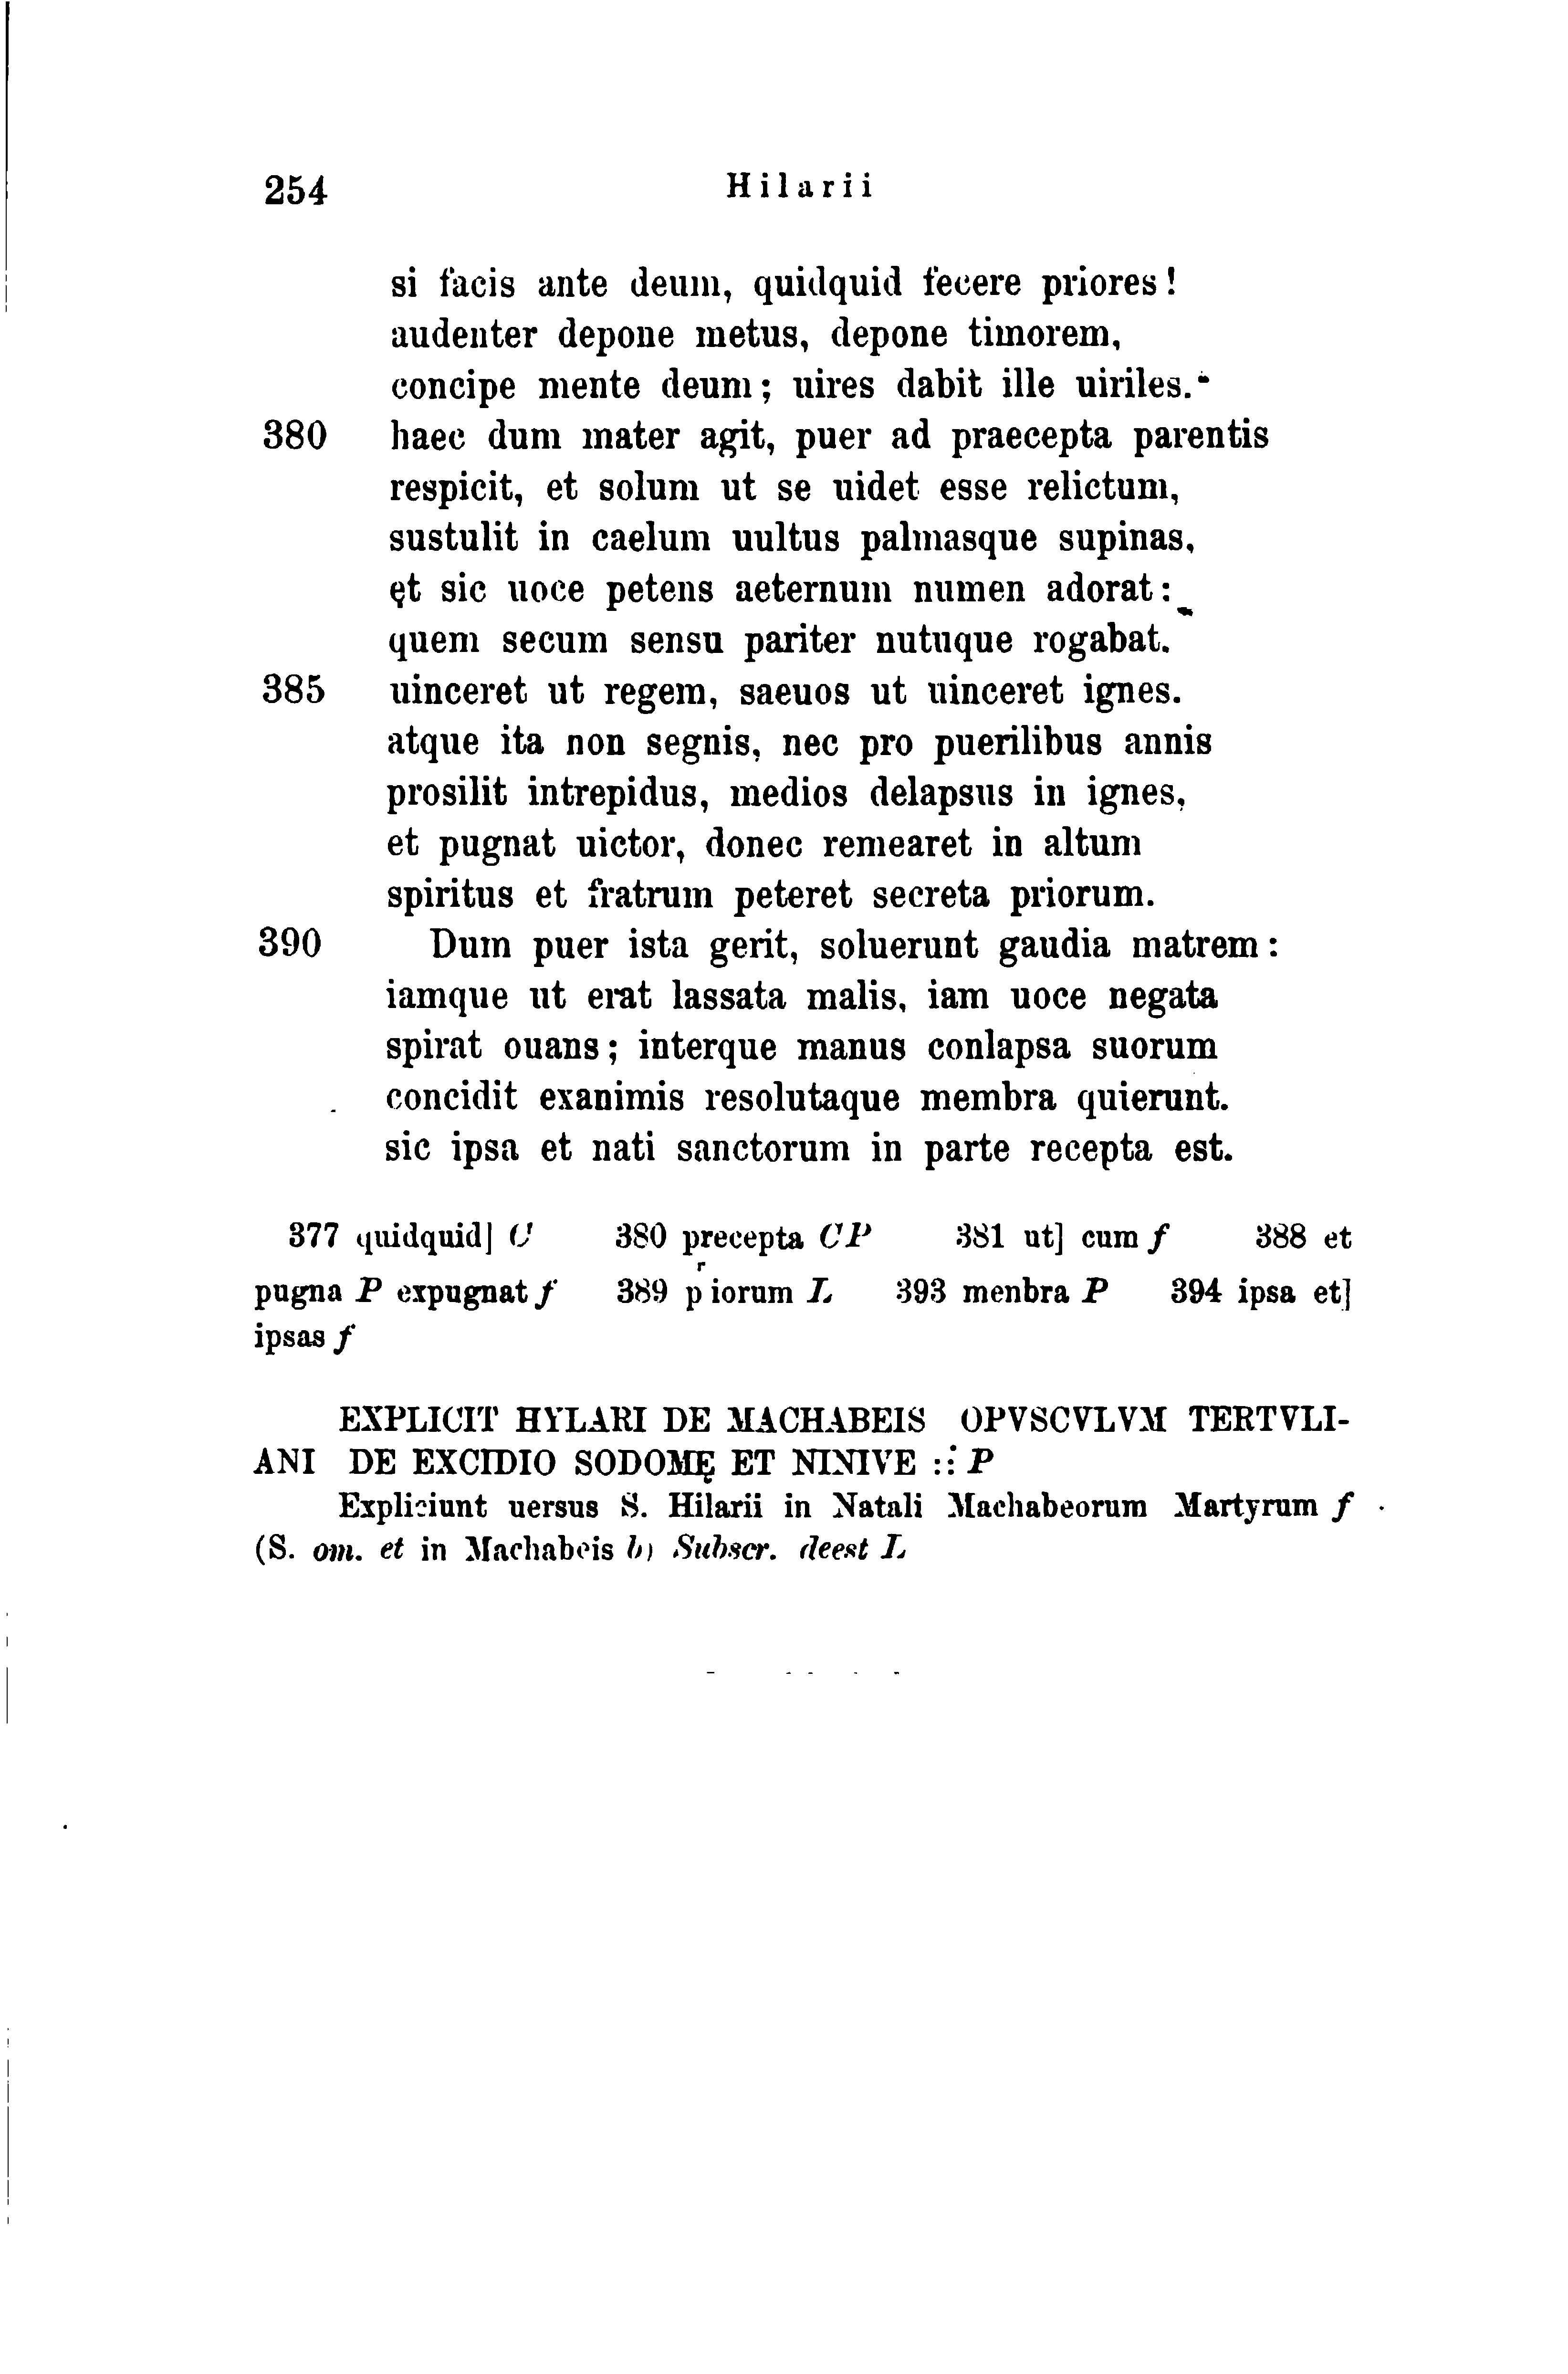 254 Hilarii
si facis ante deum, quidquid fecere priores!
audenter depone metus, depone timorem,
concipe mente deum; uires dabit ille uiriles.“
380 haec dum mater agit, puer ad praecepta parentis
respicit, et solum ut se uidet esse relictum,
sustulit in caelum uultus palmasque supinas,
et sic uoce petens aeternum numen adorat:
quem secum sensu pariter nutuque rogabat.
385 uinceret ut regem, saeuos ut uinceret ignes.
atque ita non segnis, nec pro puerilibus annis
prosilit intrepidus, medios delapsus in ignes,
et pugnat uictor, donec remearet in altum
spiritus et fratrum peteret secreta priorum.
390 Dum puer ista gerit, soluerunt gaudia matrem:
iamque ut erat lassata malis, iam uoce negata
spirat ouans; interque manus conlapsa suorum
concidit exanimis resolutaque membra quierunt.
sic ipsa et nati sanctorum in parte recepta est.
377 quidquid] C 380 precepta CP 381 ut] cum f 388 et
pugna P expugnat f 389 p r iorum L 393 menbra P 394 ipsa et]
ipsas f
EXPLICIT HYLARI DE MACHABEIS OPVSCVLVM TERTVLI-
ANI DE EXCIDIO SODOMĘ ET NINIVE :: P
Expliciunt uersus S. Hilarii in Natali Machabeorum Martyrum f
(S. om. et in Machabeis b) Subscr. deest L